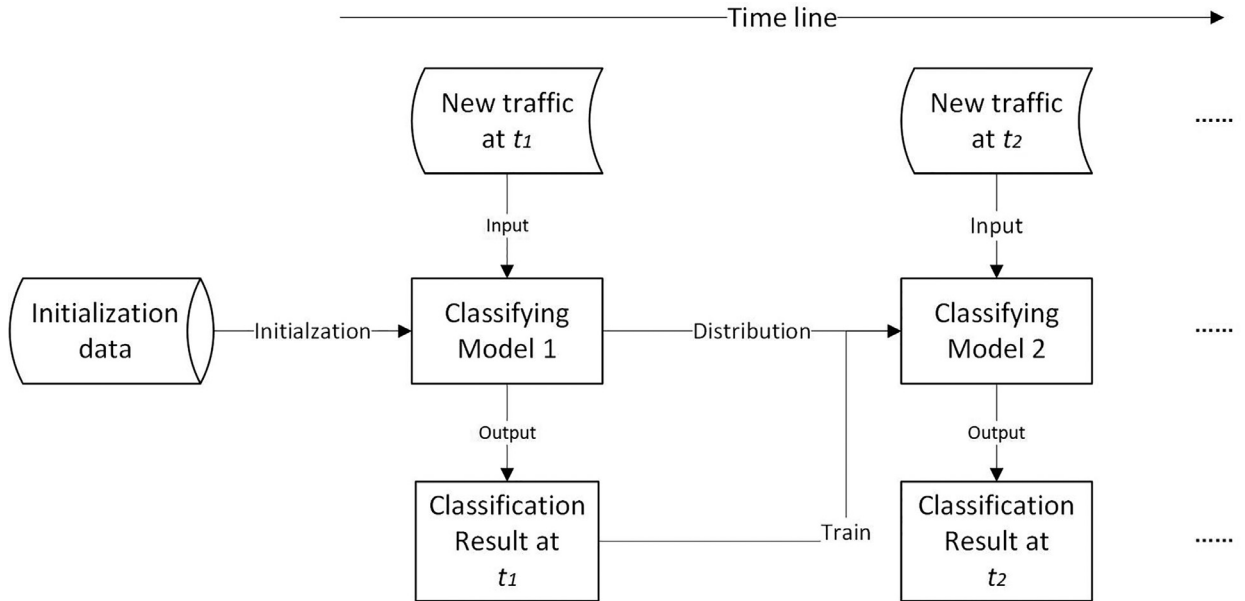 Time line
New traffic
at t1
New traffic
at t2
......
Input
Input
Initialization
data
Initialzation
Classifying
Model 1
Distribution
Classifying
Model 2
......
Output
Output
Classification
Result at
t1
Train
Classification
Result at
t2
......